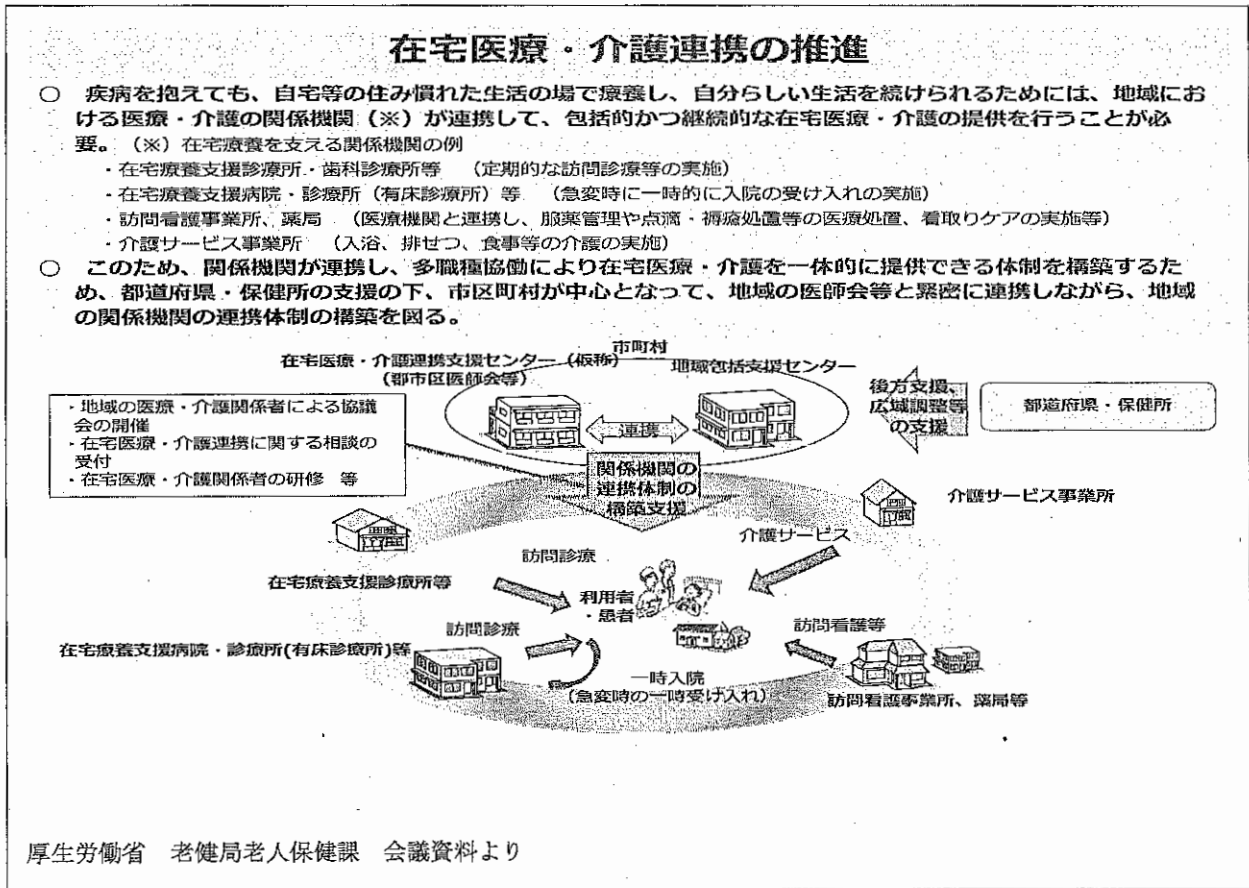 在宅医療・介護連携の推進
○　疾病を抱えても、自宅等の住み慣れた生活の場で療養し、自分らしい生活を続けられるためには、地域にお
ける医療・介護の関係機関（※）が連携して、包括的かつ継続的な在宅医療・介護の提供を行うことが必
要。（※）在宅療養を支える関係機関の例
・在宅療養支援診療所・歯科診療所等　（定期的な訪問診療等の実施）
・在宅療養支援病院・診療所（有床診療所）等　（急変時に一時的に入院の受け入れの実施）
・訪問看護事業所、薬局　（医療機関と連携し、服薬管理や点滴・褥瘡処置等の医療処置、看取りケアの実施等）
・介護サービス事業所　（入浴、排せつ、食事等の介護の実施）
○　このため、関係機関が連携し、多職種協働により在宅医療・介護を一体的に提供できる体制を構築するた
め、都道府県・保健所の支援の下、市区町村が中心となって、地域の医師会等と緊密に連携しながら、地域
の関係機関の連携体制の構築を図る。
市町村
在宅医療・介護連携支援センター（仮称）
（郡市区医師会等）
地域包括支援センター
連携
後方支援、
広域調整等
の支援
都道府県・保健所
・地域の医療・介護関係者による協議
会の開催
・在宅医療・介護連携に関する相談の
受付
・在宅医療・介護関係者の研修　等
関係機関の
連携体制の
構築支援
介護サービス事業所
介護サービス
訪問診療
在宅療養支援診療所等
利用者
・患者
訪問診療
訪問看護等
在宅療養支援病院・診療所(有床診療所)等
一時入院
（急変時の一時受け入れ）
訪問看護事業所、薬局等
厚生労働省　老健局老人保健課　会議資料より